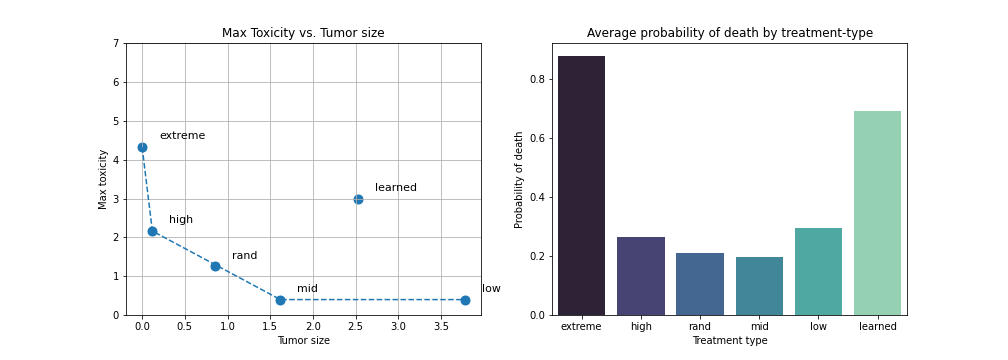 Max Toxicity vs. Tumor size
Max toxicity
7
6
5
4
3
2
1
0
extreme
high
rand
mid
low
learned
0.0 0.5 1.0 1.5 2.0 2.5 3.0 3.5
Tumor size
Average probability of death by treatment-type
Probability of death
0.8
0.6
0.4
0.2
0.0
extreme high rand mid low learned
Treatment type